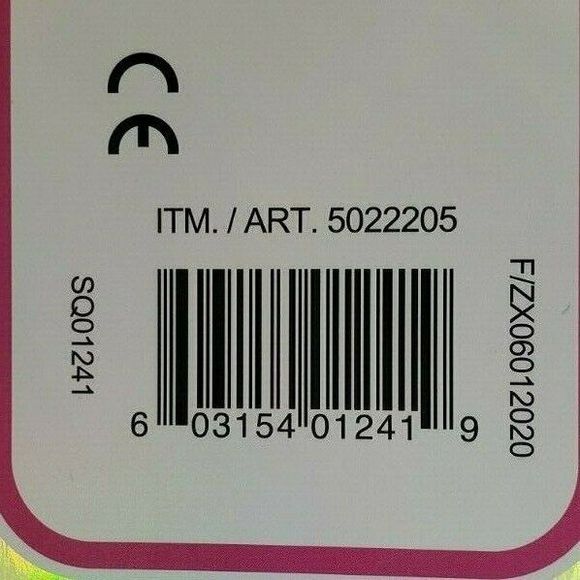 CE
ITM. / ART. 5022205
SQ01241
F/ZX06012020
6 03154 01241 9